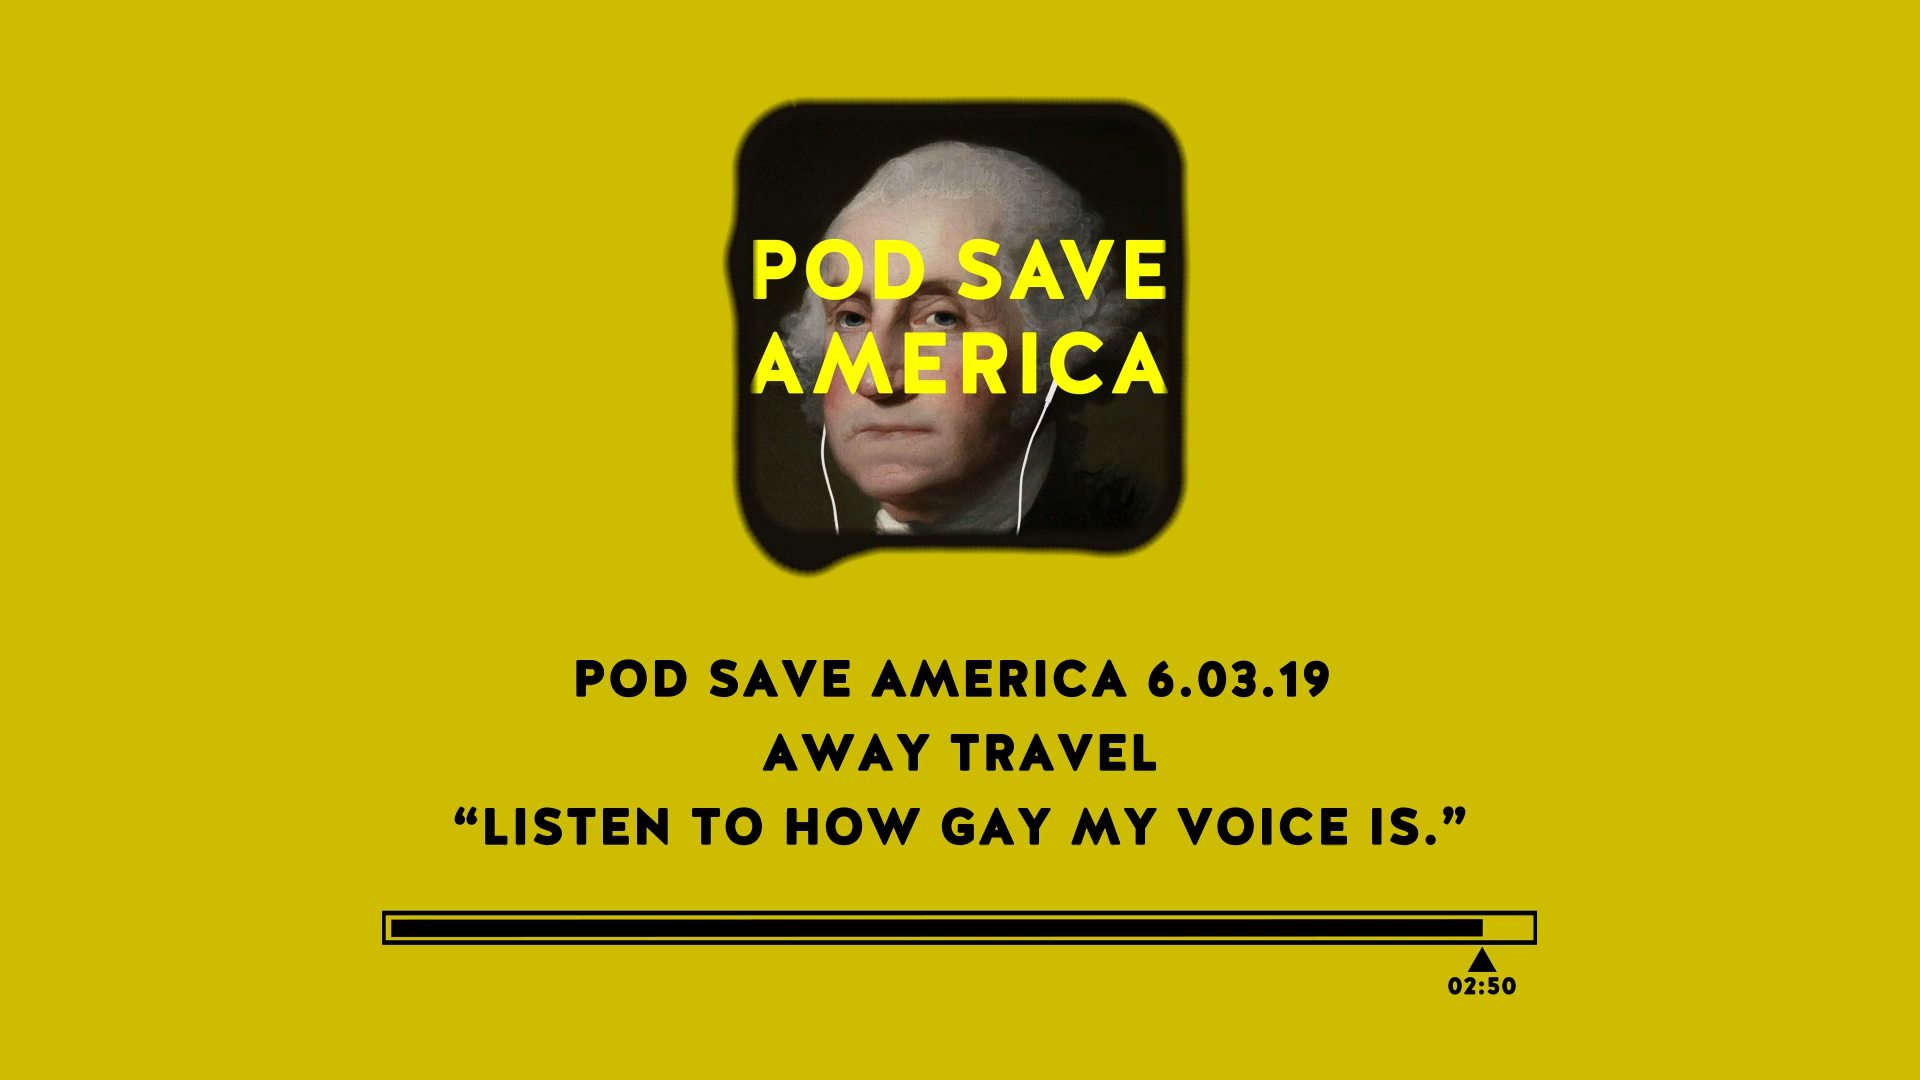 POD SAVE
AMERICA
POD SAVE AMERICA 6.03.19
AWAY TRAVEL
“LISTEN TO HOW GAY MY VOICE IS.”
02:50